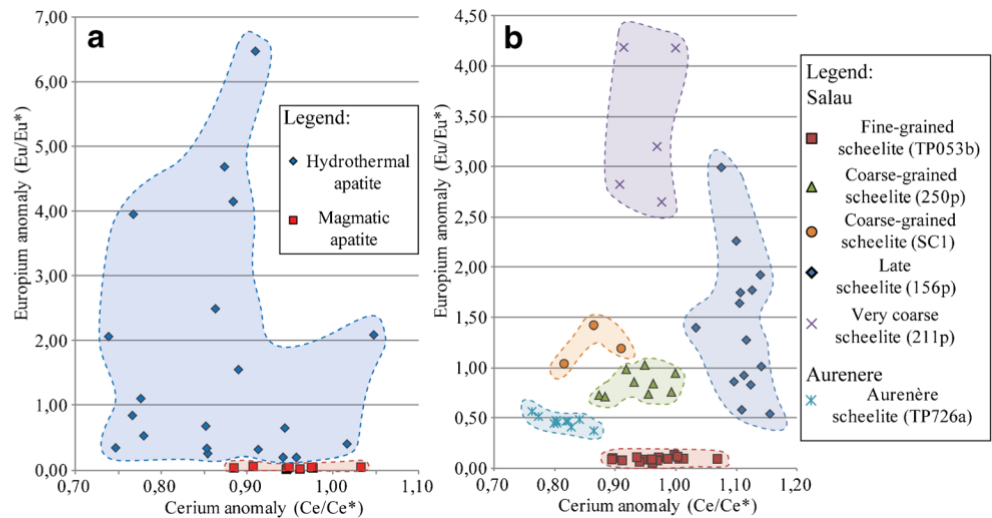 a
7,00
6,00
5,00
4,00
3,00
2,00
1,00
0,00
0,70
0,80
0,90
1,00
1,10
Europium anomaly (Eu/Eu*)
Cerium anomaly (Ce/Ce*)
Legend:
Hydrothermal
apatite
Magmatic
apatite
b
4,50
4,00
3,50
3,00
2,50
2,00
1,50
1,00
0,50
0,00
0,70
0,80
0,90
1,00
1,10
1,20
Europium anomaly (Eu/Eu*)
Cerium anomaly (Ce/Ce*)
Legend:
Salau
Fine-grained
scheelite (TP053b)
Coarse-grained
scheelite (250p)
Coarse-grained
scheelite (SC1)
Late
scheelite (156p)
Very coarse
scheelite (211p)
Aurenere
Aurenère
scheelite (TP726a)